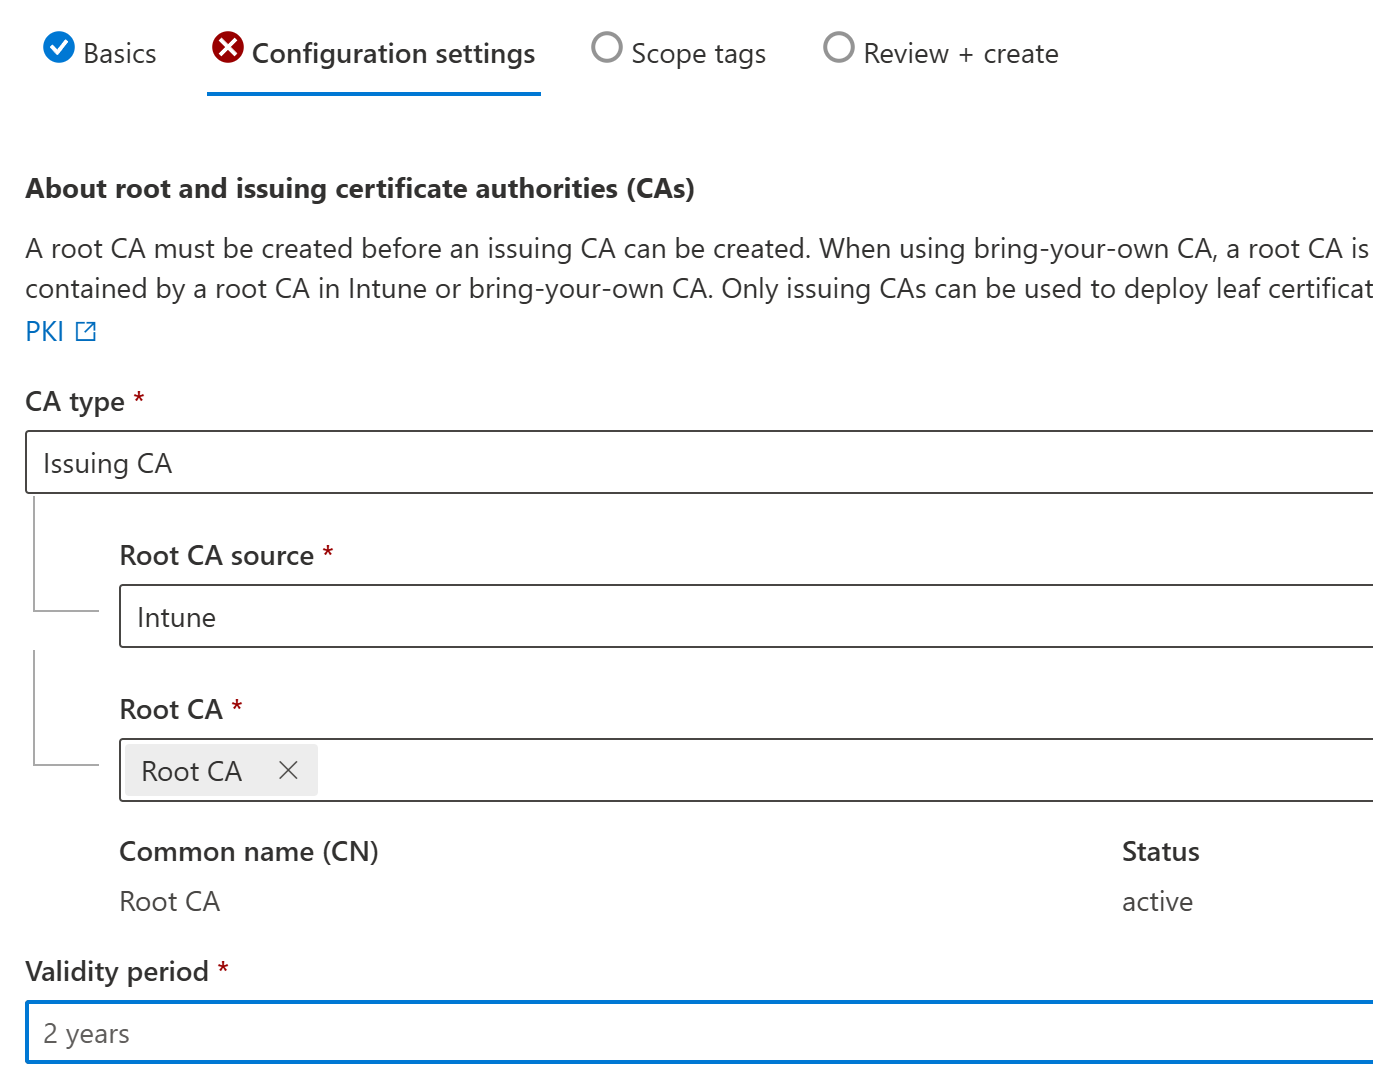 Basics
Configuration settings
Scope tags
Review + create
About root and issuing certificate authorities (CAs)
A root CA must be created before an issuing CA can be created. When using bring-your-own CA, a root CA is
contained by a root CA in Intune or bring-your-own CA. Only issuing CAs can be used to deploy leaf certificat
PKI
CA type *
Issuing CA
Root CA source *
Intune
Root CA *
Root CA
Common name (CN)
Status
Root CA
active
Validity period *
2 years